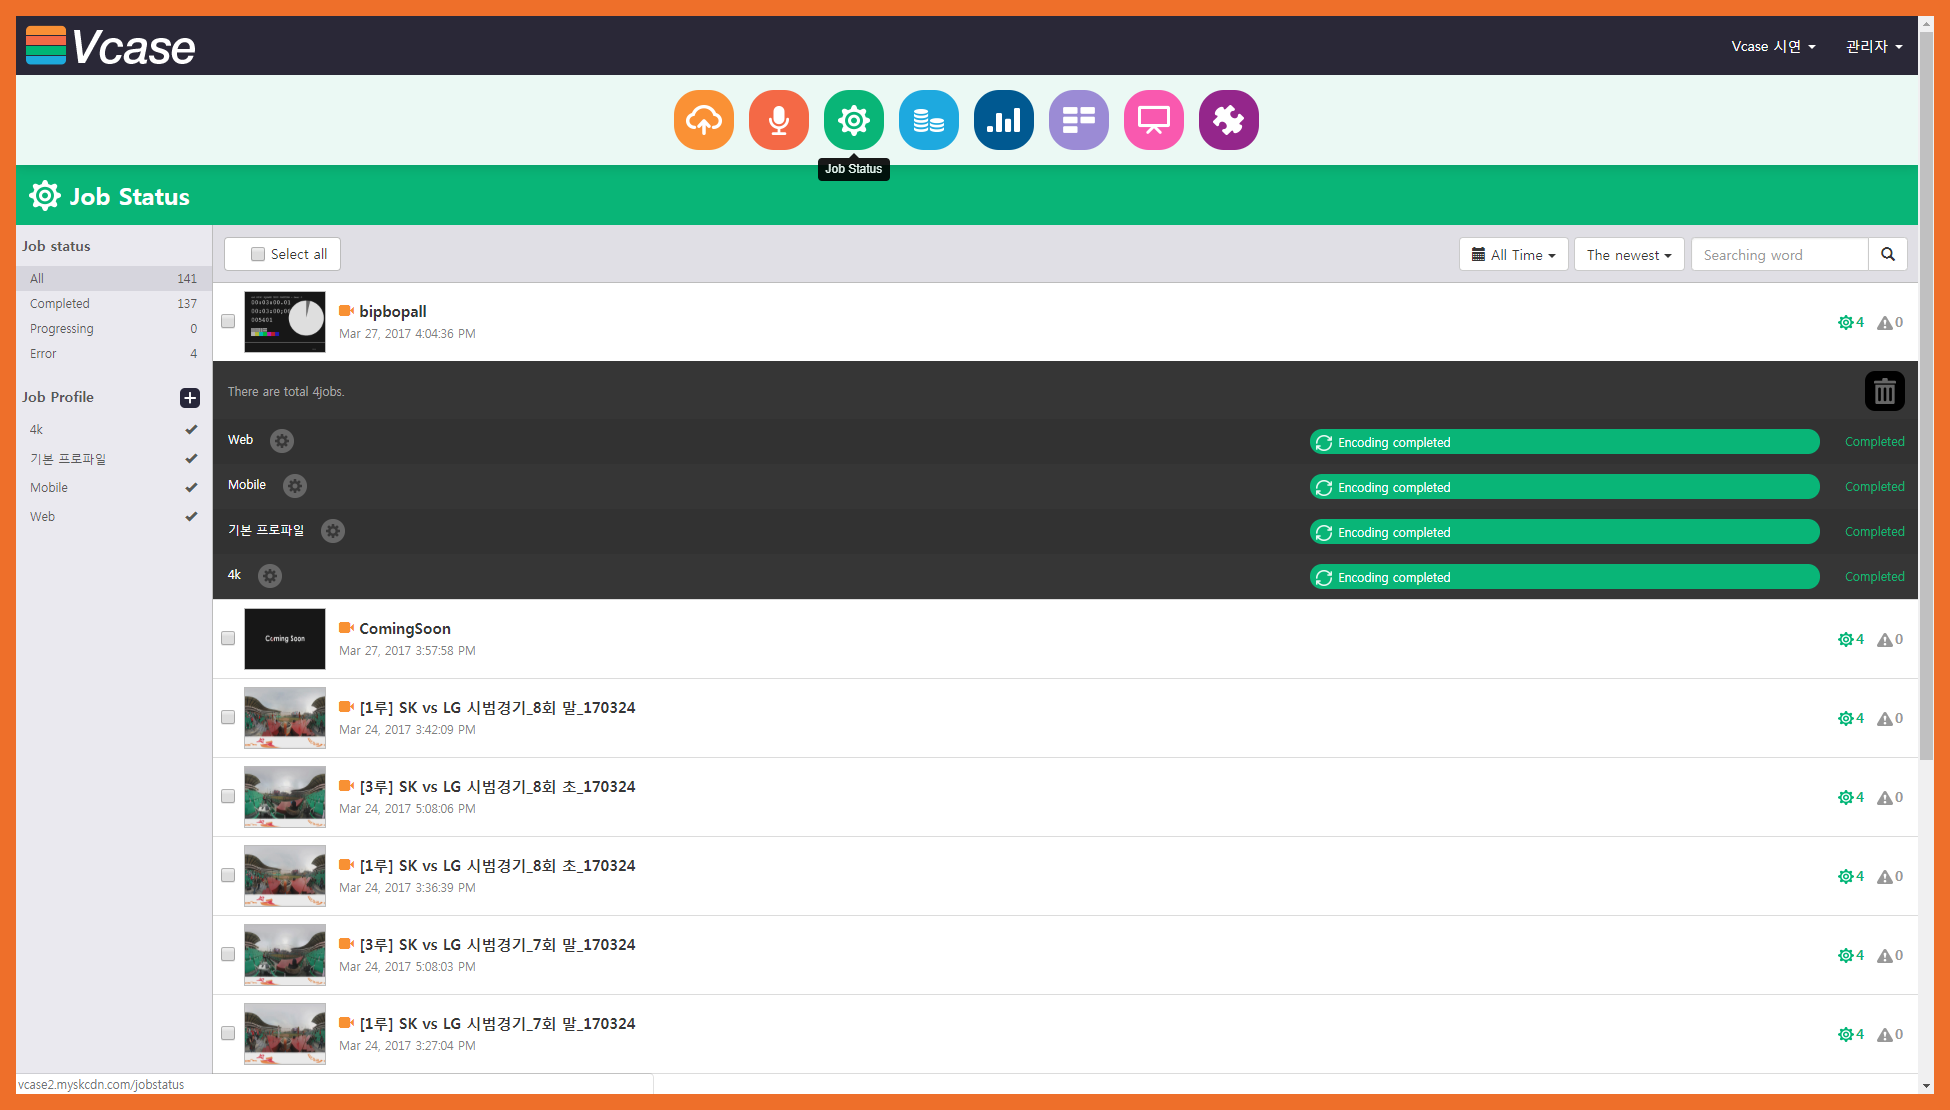 Vcase
Vcase 시연
관리자
Job Status
Job Status
Job status
All 141
Completed 137
Progressing 0
Error 4
Job Profile
4k
기본 프로파일
Mobile
Web
Select all
All Time
The newest
Searching word
bipbopall
Mar 27, 2017 4:04:36 PM
4 0
There are total 4jobs.
Web Encoding completed Completed
Mobile Encoding completed Completed
기본 프로파일 Encoding completed Completed
4k Encoding completed Completed
Coming Soon
ComingSoon
Mar 27, 2017 3:57:58 PM
4 0
[1루] SK vs LG 시범경기_8회 말_170324
Mar 24, 2017 3:42:09 PM
4 0
[3루] SK vs LG 시범경기_8회 초_170324
Mar 24, 2017 5:08:06 PM
4 0
[1루] SK vs LG 시범경기_8회 초_170324
Mar 24, 2017 3:36:39 PM
4 0
[3루] SK vs LG 시범경기_7회 말_170324
Mar 24, 2017 5:08:03 PM
4 0
[1루] SK vs LG 시범경기_7회 말_170324
Mar 24, 2017 3:27:04 PM
4 0
vcase2.myskcdn.com/jobstatus